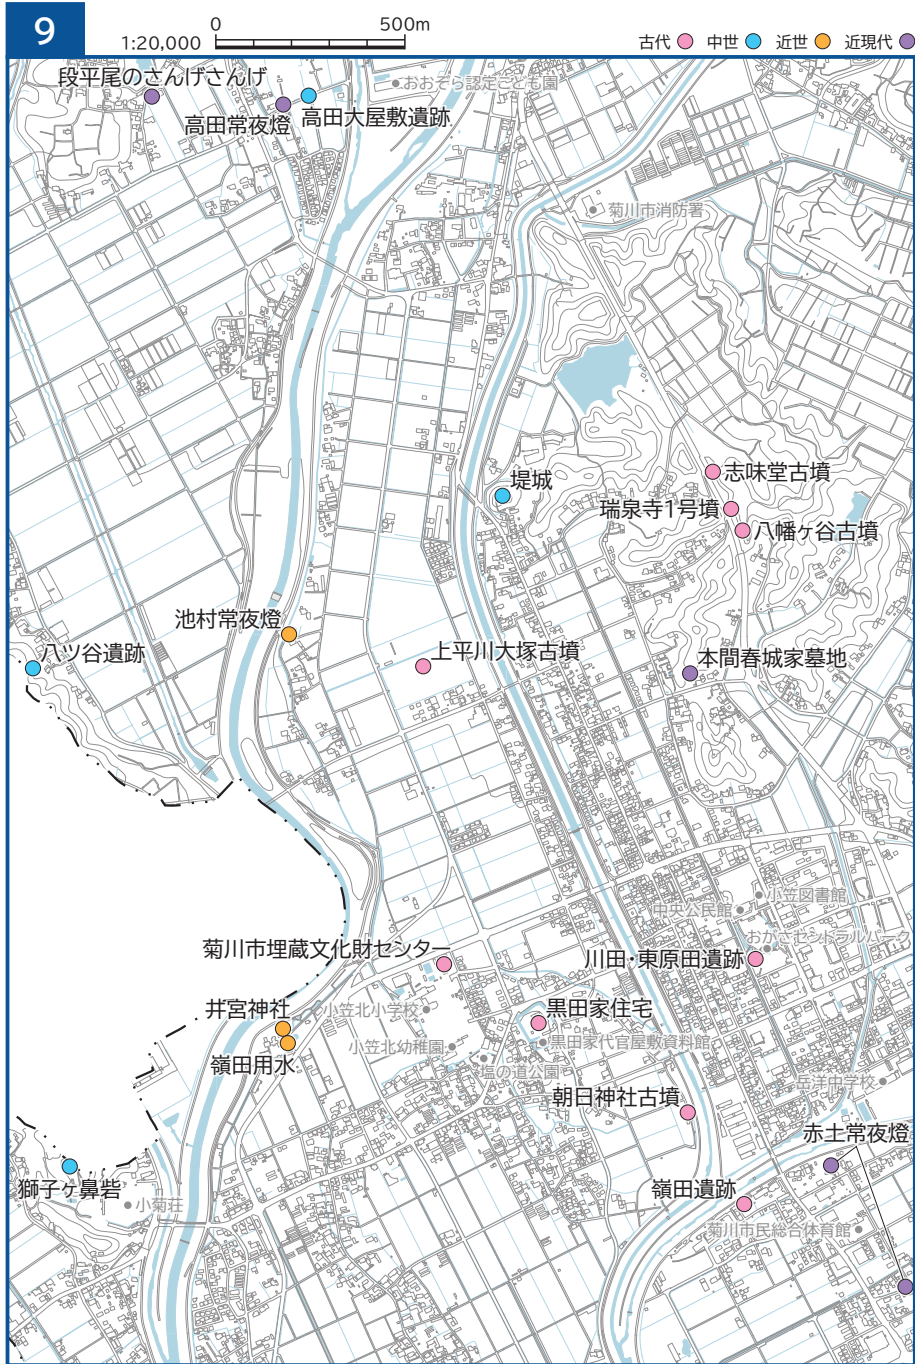 9
0 500m
1:20,000
古代 中世 近世 近現代
段平尾のさんげさんげ
おおぞら認定こども園
高田常夜燈
高田大屋敷遺跡
菊川市消防署
志味堂古墳
堤城
瑞泉寺1号墳
八幡ヶ谷古墳
池村常夜燈
八ツ谷遺跡
上平川大塚古墳
本間春城家墓地
小笠図書館
中央公民館
おがさセントラルパーク
菊川市埋蔵文化財センター
川田・東原田遺跡
井宮神社
小笠北小学校
黒田家住宅
嶺田用水
小笠北幼稚園
黒田家代官屋敷資料館
塩の道公園
岳洋中学校
朝日神社古墳
赤土常夜燈
獅子ヶ鼻砦
小菊荘
嶺田遺跡
菊川市民総合体育館